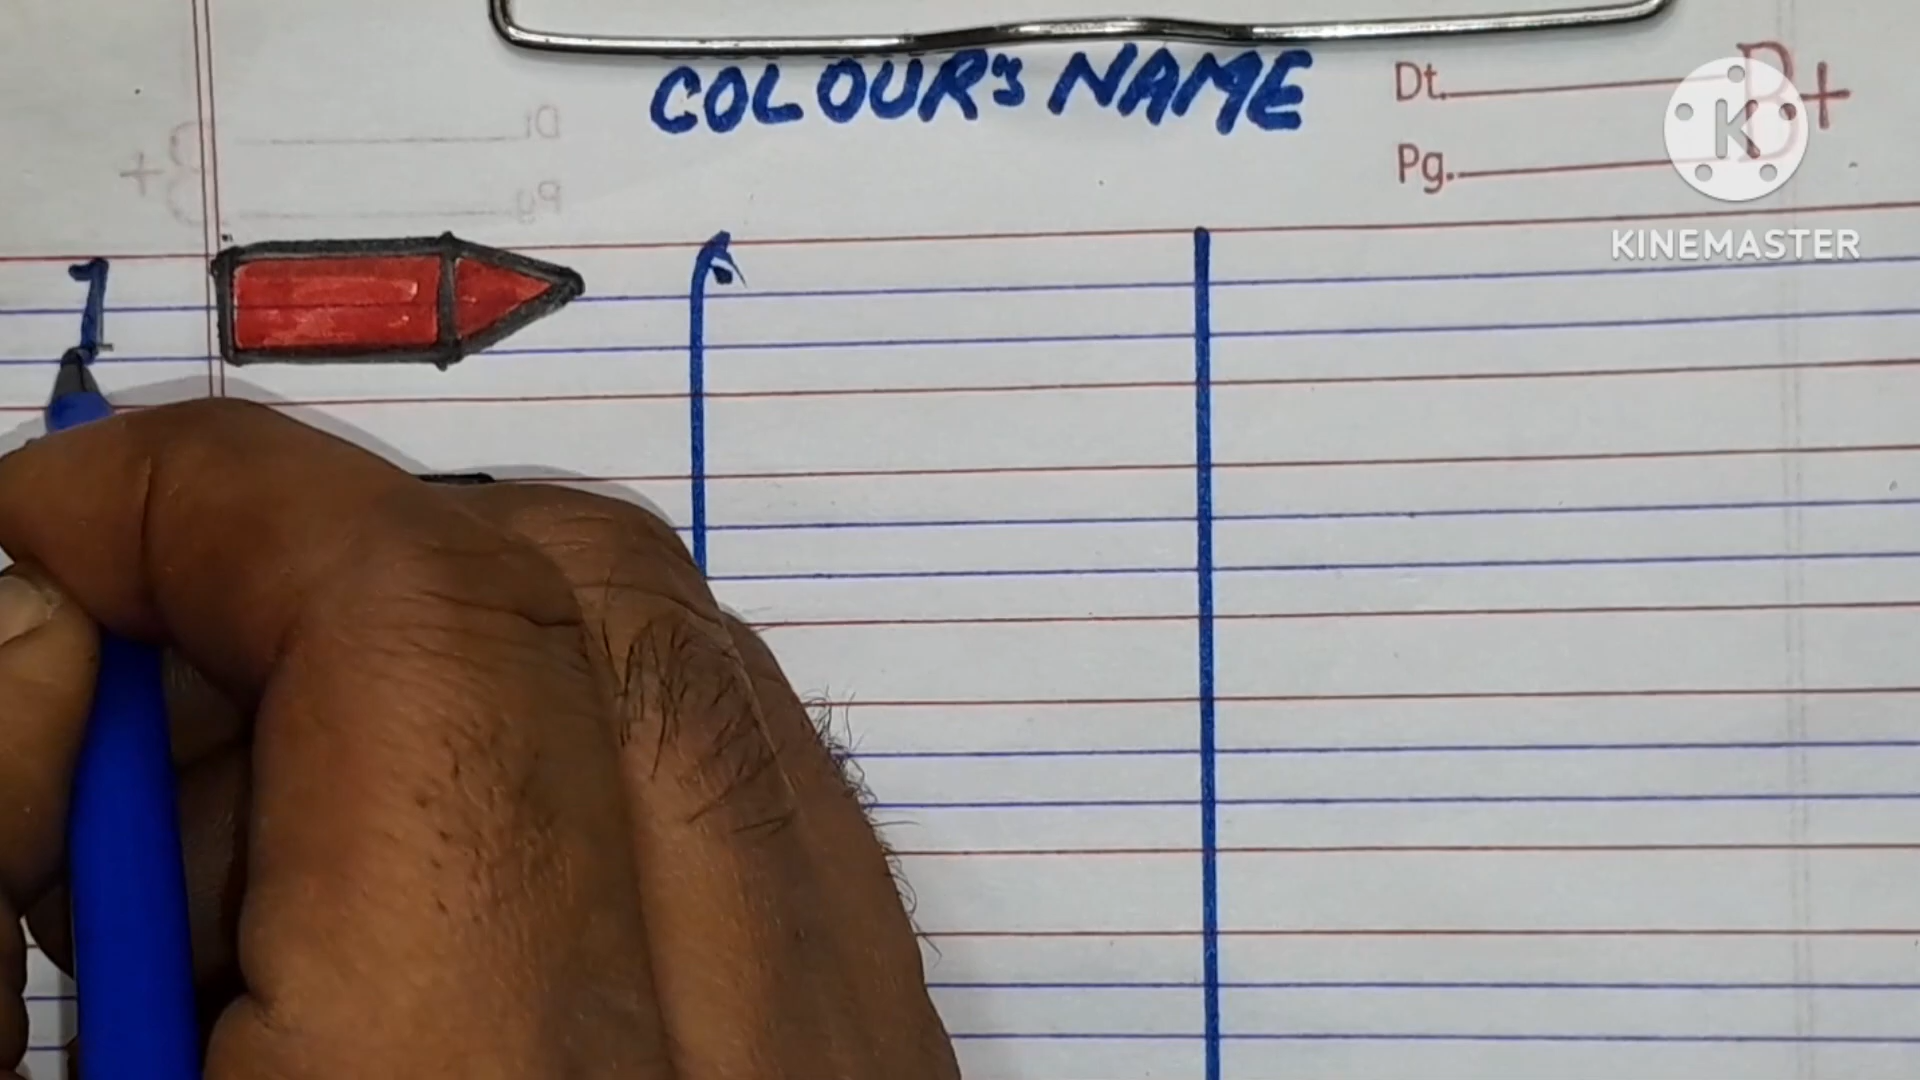 COLOUR's NAME
Dt.
B+
Pg.
K
KINEMASTER
1